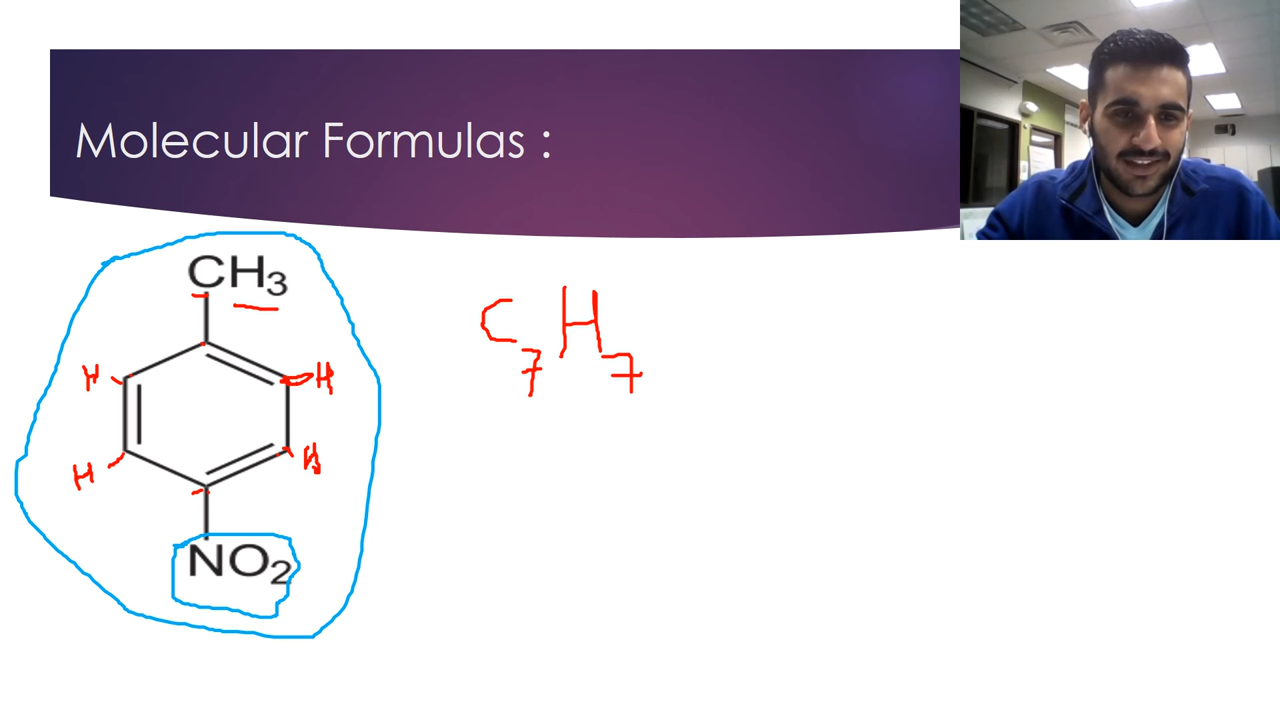 Molecular Formulas :
CH₃
C₇H₇
H H
H H
NO₂